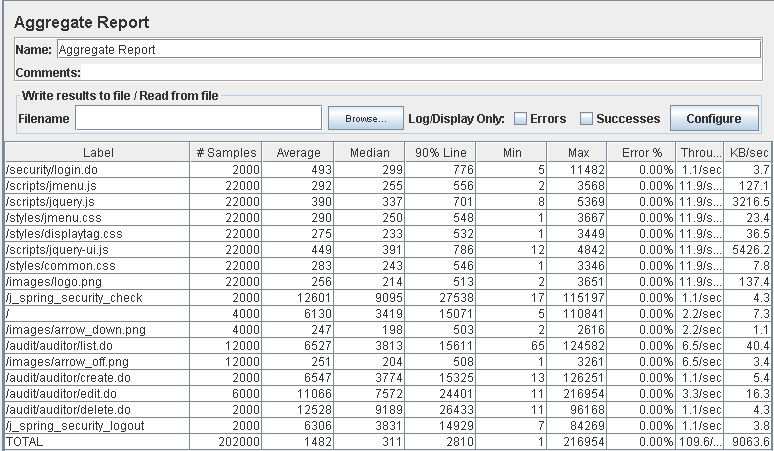 Aggregate Report
Name: Aggregate Report
Comments:
Write results to file / Read from file
Filename Browse... Log/Display Only: Errors Successes Configure
Label # Samples Average Median 90% Line Min Max Error % Throu... KB/sec
/security/login.do 2000 493 299 776 5 11482 0.00% 1.1/sec 3.7
/scripts/jmenu.js 22000 292 255 556 2 3568 0.00% 11.9/s... 127.1
/scripts/jquery.js 22000 390 337 701 8 5369 0.00% 11.9/s... 3216.5
/styles/jmenu.css 22000 290 250 548 1 3667 0.00% 11.9/s... 23.4
/styles/displaytag.css 22000 275 233 532 1 3449 0.00% 11.9/s... 36.5
/scripts/jquery-ui.js 22000 449 391 786 12 4842 0.00% 11.9/s... 5426.2
/styles/common.css 22000 283 243 546 1 3346 0.00% 11.9/s... 7.8
/images/logo.png 22000 256 214 513 2 3651 0.00% 11.9/s... 137.4
/j_spring_security_check 2000 12601 9095 27538 17 115197 0.00% 1.1/sec 4.3
/ 4000 6130 3419 15071 5 110841 0.00% 2.2/sec 7.3
/images/arrow_down.png 4000 247 198 503 2 2616 0.00% 2.2/sec 1.1
/audit/auditor/list.do 12000 6527 3813 15611 65 124582 0.00% 6.5/sec 40.4
/images/arrow_off.png 12000 251 204 508 1 3261 0.00% 6.5/sec 3.4
/audit/auditor/create.do 2000 6547 3774 15325 13 126251 0.00% 1.1/sec 5.4
/audit/auditor/edit.do 6000 11066 7572 24401 11 216954 0.00% 3.3/sec 16.3
/audit/auditor/delete.do 2000 12528 9189 26433 11 96168 0.00% 1.1/sec 4.3
/j_spring_security_logout 2000 6306 3831 14929 7 84269 0.00% 1.1/sec 3.8
TOTAL 202000 1482 311 2810 1 216954 0.00% 109.6/... 9063.6